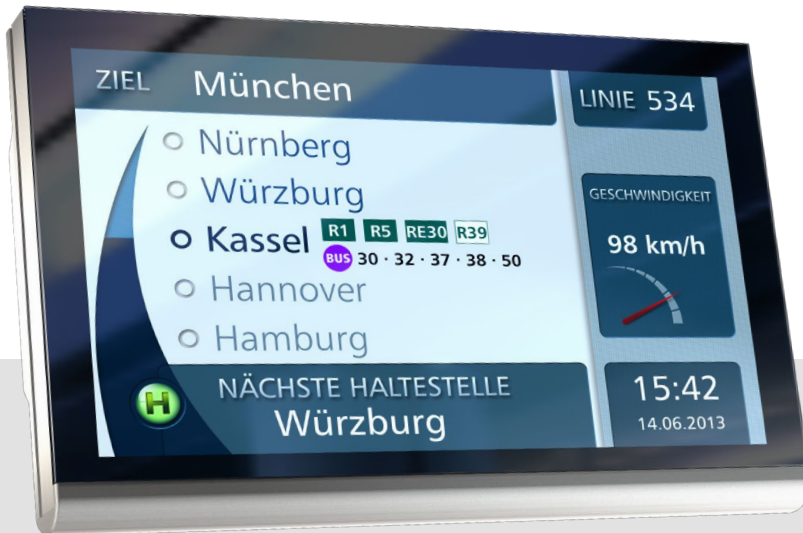 ZIEL München
LINIE 534
Nürnberg
Würzburg
Kassel R1 R5 RE30 R39
BUS 30 · 32 · 37 · 38 · 50
Hannover
Hamburg
GESCHWINDIGKEIT
98 km/h
H
NÄCHSTE HALTESTELLE
Würzburg
15:42
14.06.2013